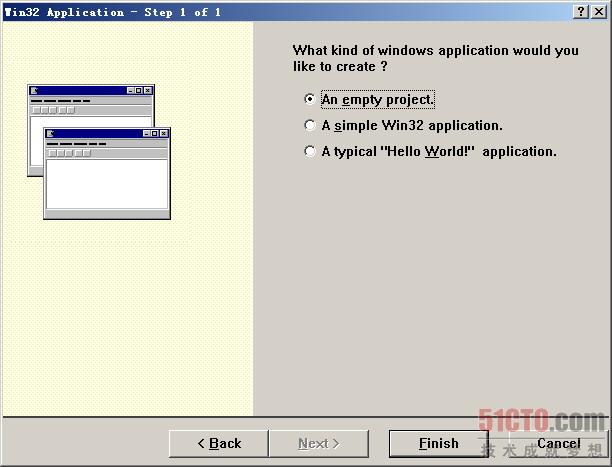 Win32 Application - Step 1 of 1
What kind of windows application would you
like to create ?
An empty project.
A simple Win32 application.
A typical "Hello World!" application.
< Back
Next >
Finish
Cancel
51CTO.com
技术成就梦想